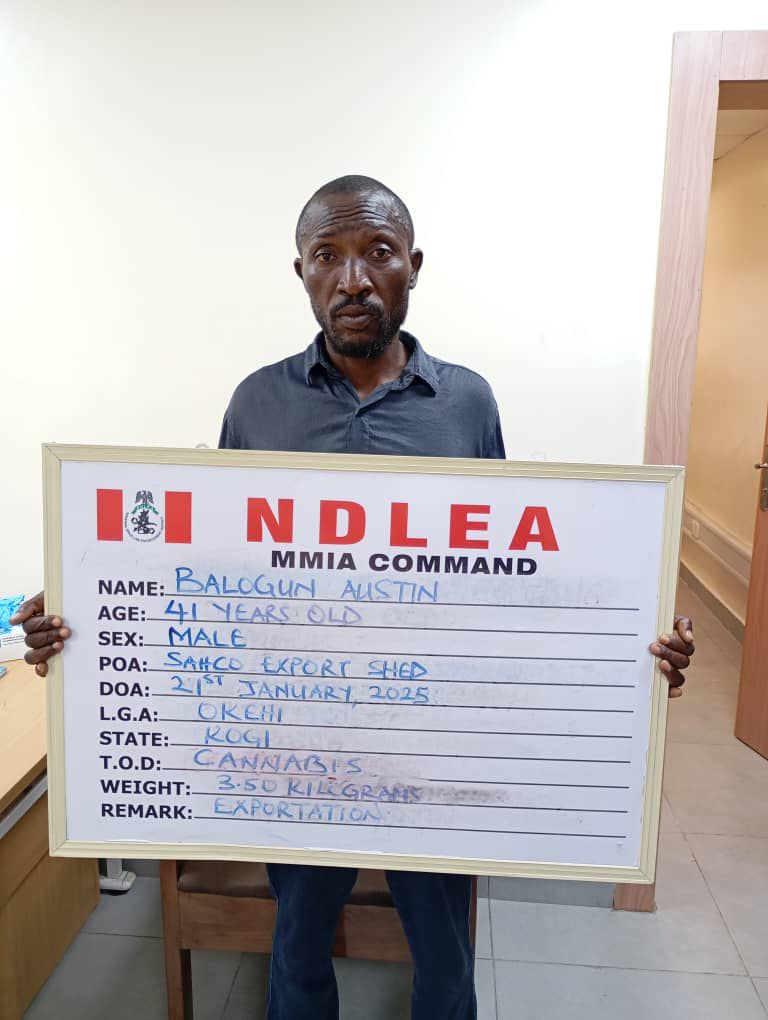 NDLEA
MMIA COMMAND
NAME: BALOGUN AUSTIN
AGE: 41 YEARS OLD
SEX: MALE
POA: SAHCO EXPORT SHED
DOA: 21ST JANUARY, 2025
L.G.A: OKEHI
STATE: KOGI
T.O.D: CANNABIS
WEIGHT: 3.50 KILOGRAMS
REMARK: EXPORTATION